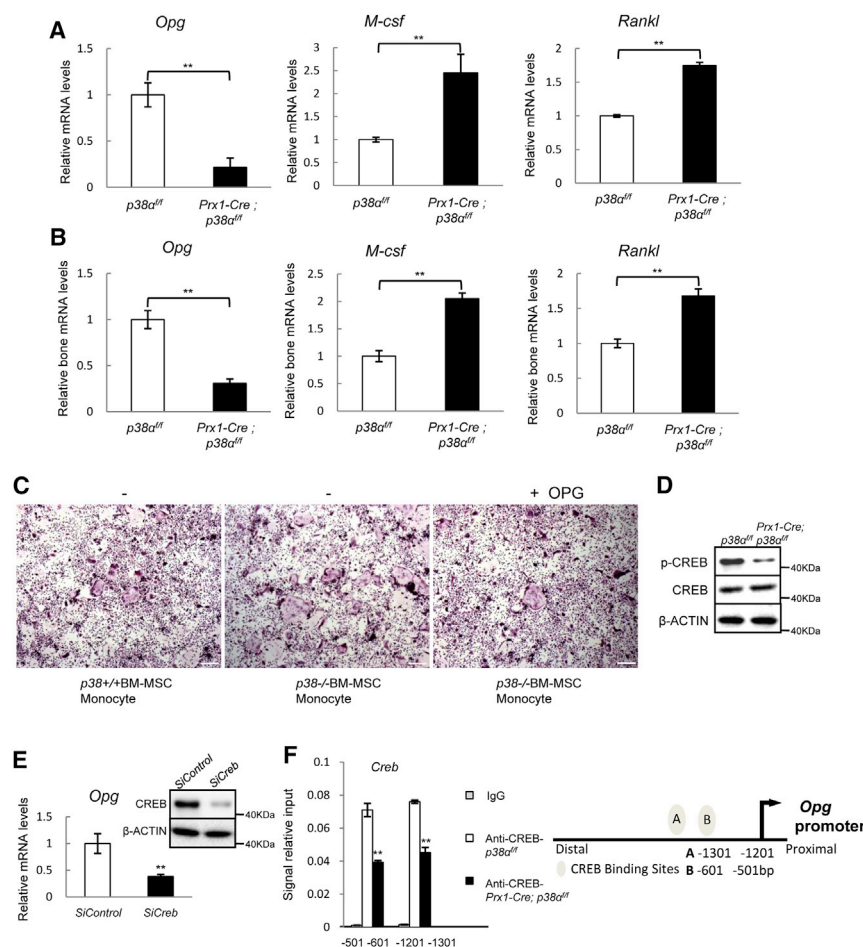 A
Opg
M-csf
Rankl
Relative mRNA levels
1.5
1
0.5
0
**
p38αf/f
Prx1-Cre ;
p38αf/f
Relative mRNA levels
3
2.5
2
1.5
1
0.5
0
**
p38αf/f
Prx1-Cre ;
p38αf/f
Relative mRNA levels
2
1.5
1
0.5
0
**
p38αf/f
Prx1-Cre ;
p38αf/f
B
Opg
M-csf
Rankl
Relative bone mRNA levels
1.5
1
0.5
0
**
p38αf/f
Prx1-Cre ;
p38αf/f
Relative bone mRNA levels
2.5
2
1.5
1
0.5
0
**
p38αf/f
Prx1-Cre ;
p38αf/f
Relative bone mRNA levels
2
1.5
1
0.5
0
**
p38αf/f
Prx1-Cre ;
p38αf/f
C
- - + OPG
p38+/+BM-MSC
Monocyte
p38-/-BM-MSC
Monocyte
p38-/-BM-MSC
Monocyte
D
p38αf/f
Prx1-Cre;
p38αf/f
p-CREB
40KDa
CREB
40KDa
β-ACTIN
40KDa
E
Opg
Relative mRNA levels
1.5
1
0.5
0
**
SiControl
SiCreb
SiControl
SiCreb
CREB
40KDa
β-ACTIN
40KDa
F
Creb
Signal relative input
0.1
0.08
0.06
0.04
0.02
0
**
**
-501 -601
-1201 -1301
IgG
Anti-CREB-
p38αf/f
Anti-CREB-
Prx1-Cre; p38αf/f
A
B
Opg
promoter
Distal
A -1301 -1201
Proximal
CREB Binding Sites
B -601 -501bp